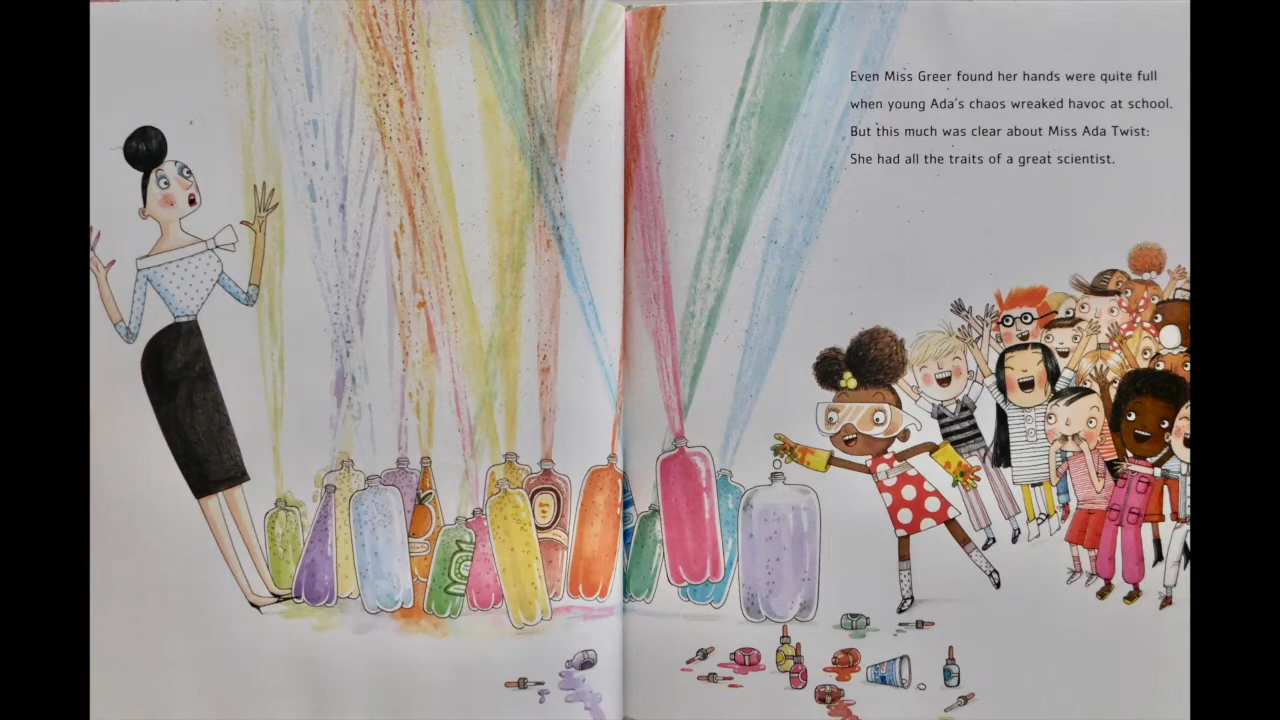 Even Miss Greer found her hands were quite full
when young Ada's chaos wreaked havoc at school.
But this much was clear about Miss Ada Twist:
She had all the traits of a great scientist.